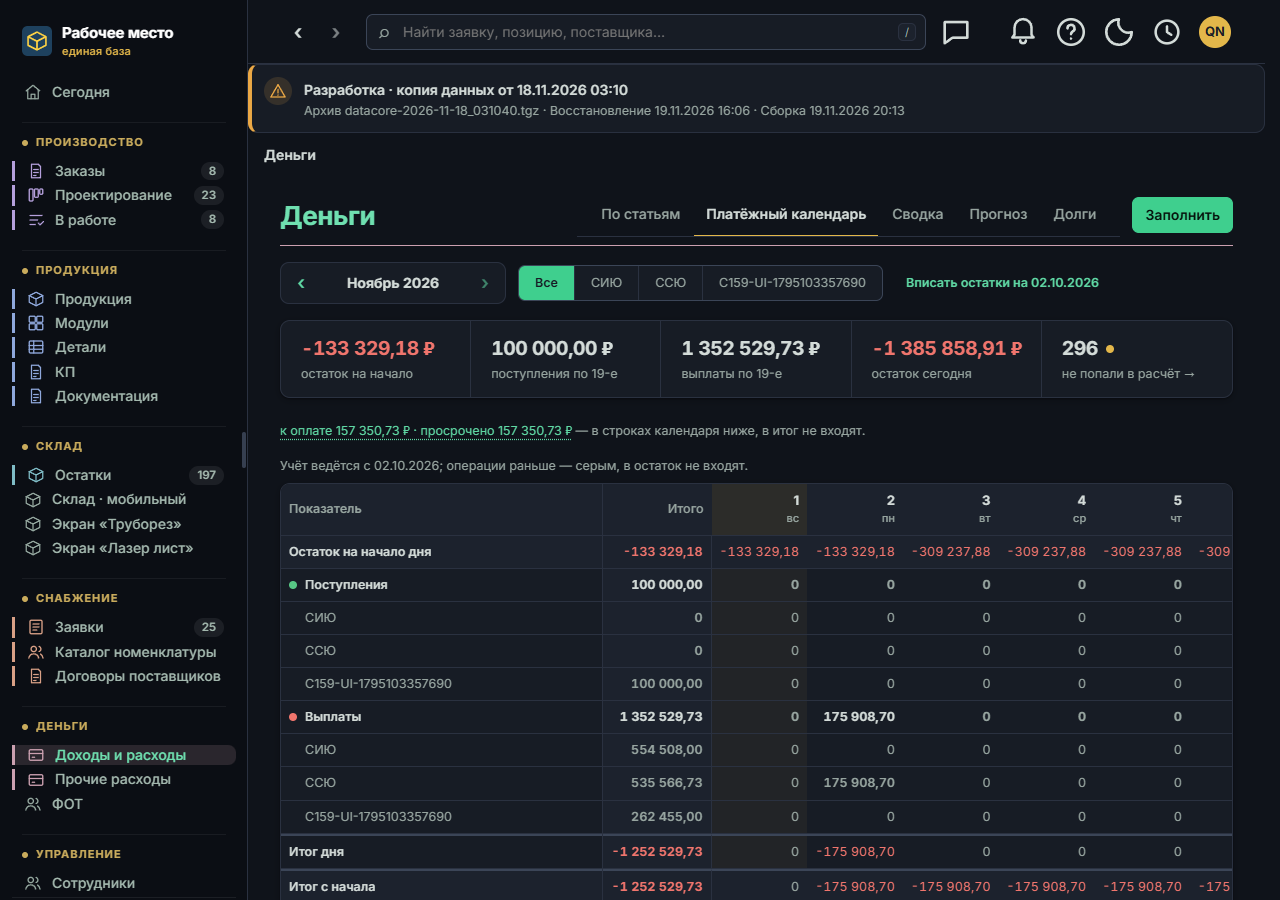 Рабочее место
единая база
Найти заявку, позицию, поставщика...
/
QN
Разработка · копия данных от 18.11.2026 03:10
Архив datacore-2026-11-18_031040.tgz · Восстановление 19.11.2026 16:06 · Сборка 19.11.2026 20:13
Сегодня
ПРОИЗВОДСТВО
Заказы 8
Проектирование 23
В работе 8
ПРОДУКЦИЯ
Продукция
Модули
Детали
КП
Документация
СКЛАД
Остатки 197
Склад · мобильный
Экран «Труборез»
Экран «Лазер лист»
СНАБЖЕНИЕ
Заявки 25
Каталог номенклатуры
Договоры поставщиков
ДЕНЬГИ
Доходы и расходы
Прочие расходы
ФОТ
УПРАВЛЕНИЕ
Сотрудники
Деньги
Деньги
По статьям Платёжный календарь Сводка Прогноз Долги Заполнить
Ноябрь 2026 Все СИЮ ССЮ С159-UI-1795103357690 Вписать остатки на 02.10.2026
-133 329,18 ₽ 100 000,00 ₽ 1 352 529,73 ₽ -1 385 858,91 ₽ 296
остаток на начало поступления по 19-е выплаты по 19-е остаток сегодня не попали в расчёт →
к оплате 157 350,73 ₽ · просрочено 157 350,73 ₽ — в строках календаря ниже, в итог не входят.
Учёт ведётся с 02.10.2026; операции раньше — серым, в остаток не входят.
Показатель Итого 1 вс 2 пн 3 вт 4 ср 5 чт
Остаток на начало дня -133 329,18 -133 329,18 -133 329,18 -309 237,88 -309 237,88 -309 237,88 -309
Поступления 100 000,00 0 0 0 0 0
СИЮ 0 0 0 0 0 0
ССЮ 0 0 0 0 0 0
С159-UI-1795103357690 100 000,00 0 0 0 0 0
Выплаты 1 352 529,73 0 175 908,70 0 0 0
СИЮ 554 508,00 0 0 0 0 0
ССЮ 535 566,73 0 175 908,70 0 0 0
С159-UI-1795103357690 262 455,00 0 0 0 0 0
Итог дня -1 252 529,73 0 -175 908,70 0 0 0
Итог с начала -1 252 529,73 0 -175 908,70 -175 908,70 -175 908,70 -175 908,70 -175